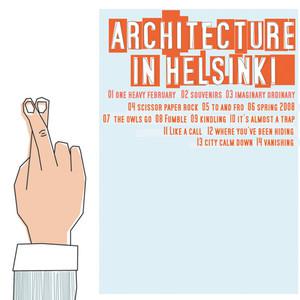 ARCHITECTURE
IN HELSINKI
01 ONE HEAVY FEBRUARY 02 SOUVENIRS 03 IMAGINARY ORDINARY
04 SCISSOR PAPER ROCK 05 TO AND FRO 06 SPRING 2008
07 THE OWLS GO 08 FUMBLE 09 KINDLING 10 IT'S ALMOST A TRAP
11 LIKE A CALL 12 WHERE YOU'VE BEEN HIDING
13 CITY CALM DOWN 14 VANISHING